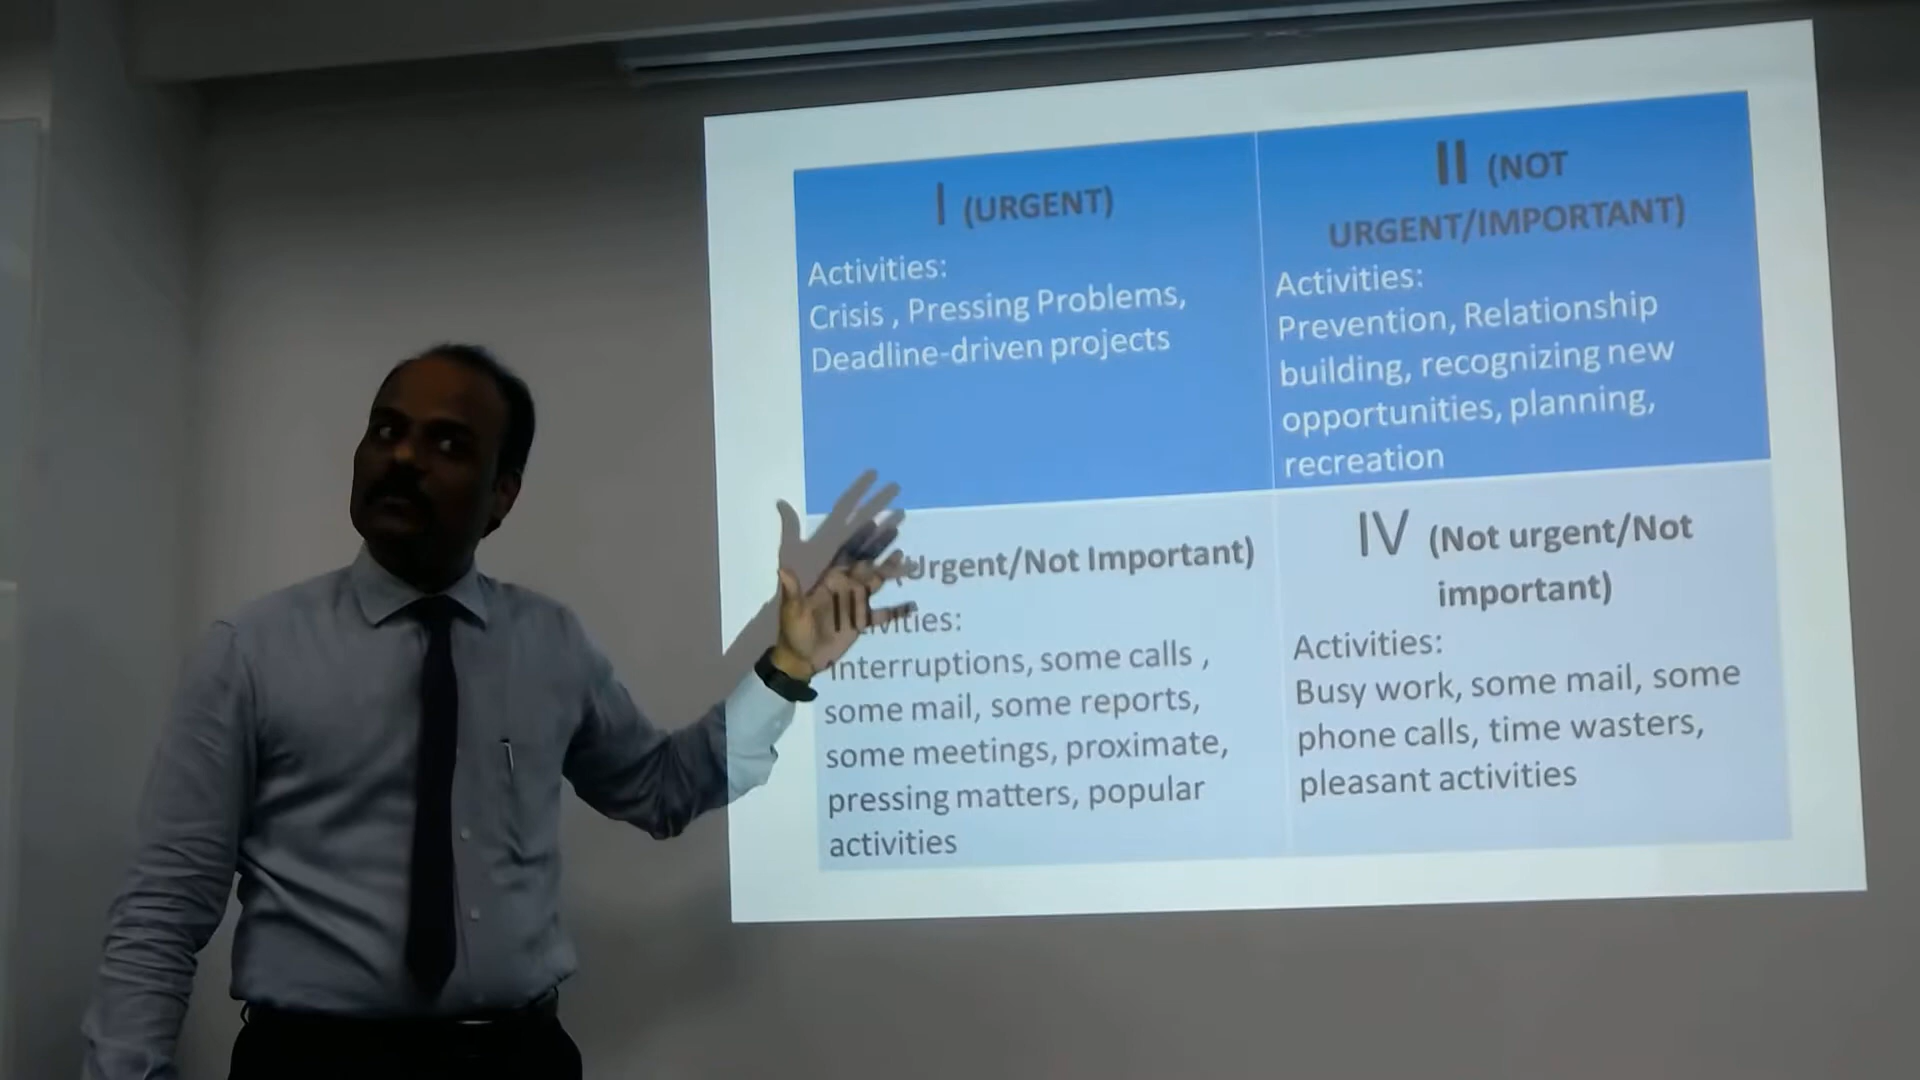 I (URGENT)
Activities:
Crisis , Pressing Problems,
Deadline-driven projects
II (NOT
URGENT/IMPORTANT)
Activities:
Prevention, Relationship
building, recognizing new
opportunities, planning,
recreation
III (Urgent/Not Important)
Activities:
Interruptions, some calls ,
some mail, some reports,
some meetings, proximate,
pressing matters, popular
activities
IV (Not urgent/Not
important)
Activities:
Busy work, some mail, some
phone calls, time wasters,
pleasant activities